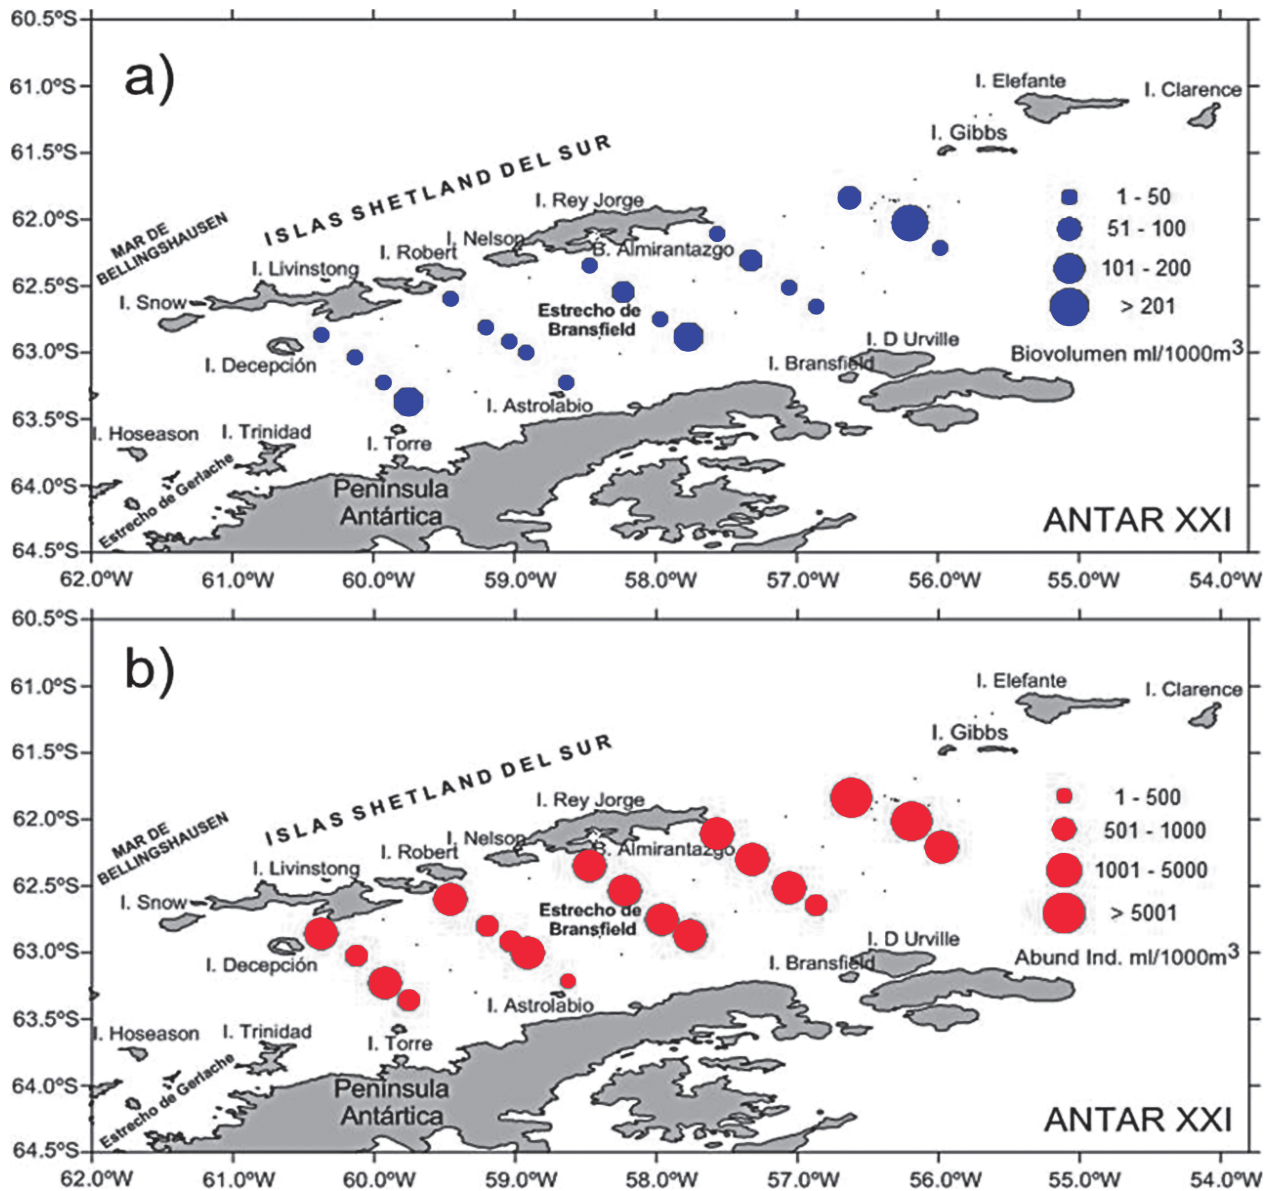 60.5ºS
a)
61.0ºS
I. Elefante
I. Clarence
I. Gibbs
61.5ºS
ISLAS SHETLAND DEL SUR
I. Rey Jorge
1 - 50
62.0ºS
MAR DE
BELLINGSHAUSEN
I. Nelson
51 - 100
I. Robert
B. Almirantazgo
I. Livinstong
101 - 200
62.5ºS
I. Snow
Estrecho de
Bransfield
> 201
I. D Urville
63.0ºS
Biovolumen ml/1000m3
I. Decepción
I. Bransfield
I. Astrolabio
63.5ºS
I. Hoseason
I. Trinidad
I. Torre
64.0ºS
Estrecho de Gerlache
Península
Antártica
ANTAR XXI
64.5ºS
62.0ºW 61.0ºW 60.0ºW 59.0ºW 58.0ºW 57.0ºW 56.0ºW 55.0ºW 54.0ºW
60.5ºS
b)
61.0ºS
I. Elefante
I. Clarence
I. Gibbs
61.5ºS
ISLAS SHETLAND DEL SUR
I. Rey Jorge
1 - 500
62.0ºS
MAR DE
BELLINGSHAUSEN
I. Nelson
501 - 1000
I. Robert
B. Almirantazgo
I. Livinstong
1001 - 5000
62.5ºS
I. Snow
Estrecho de
Bransfield
> 5001
I. D Urville
63.0ºS
Abund Ind. ml/1000m3
I. Decepción
I. Bransfield
I. Astrolabio
63.5ºS
I. Hoseason
I. Trinidad
I. Torre
64.0ºS
Estrecho de Gerlache
Península
Antártica
ANTAR XXI
64.5ºS
62.0ºW 61.0ºW 60.0ºW 59.0ºW 58.0ºW 57.0ºW 56.0ºW 55.0ºW 54.0ºW